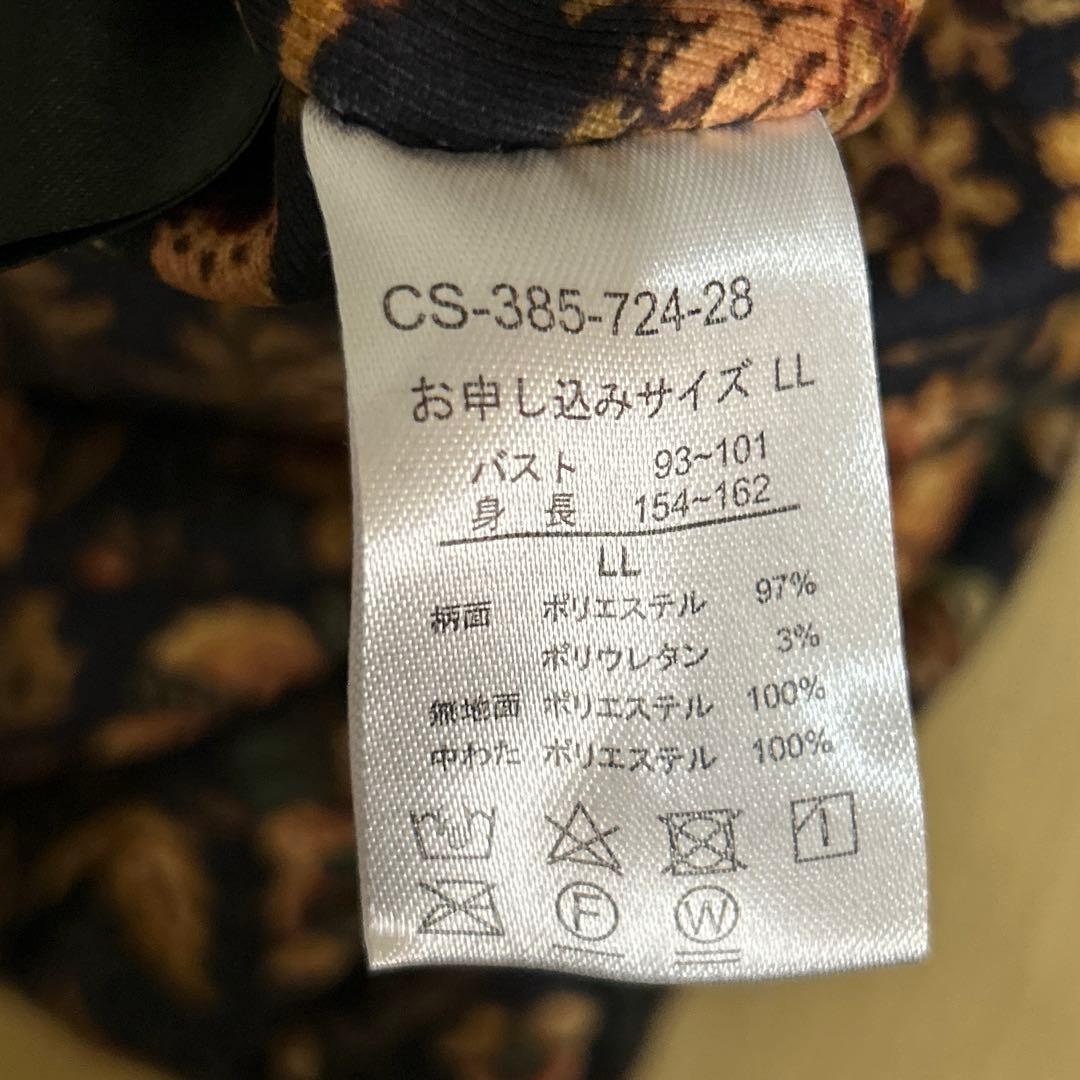 CS-385-724-28
お申し込みサイズ LL
バスト 93~101
身 長 154~162
LL
柄面 ポリエステル 97%
ポリウレタン 3%
無地面 ポリエステル 100%
中わた ポリエステル 100%
F W